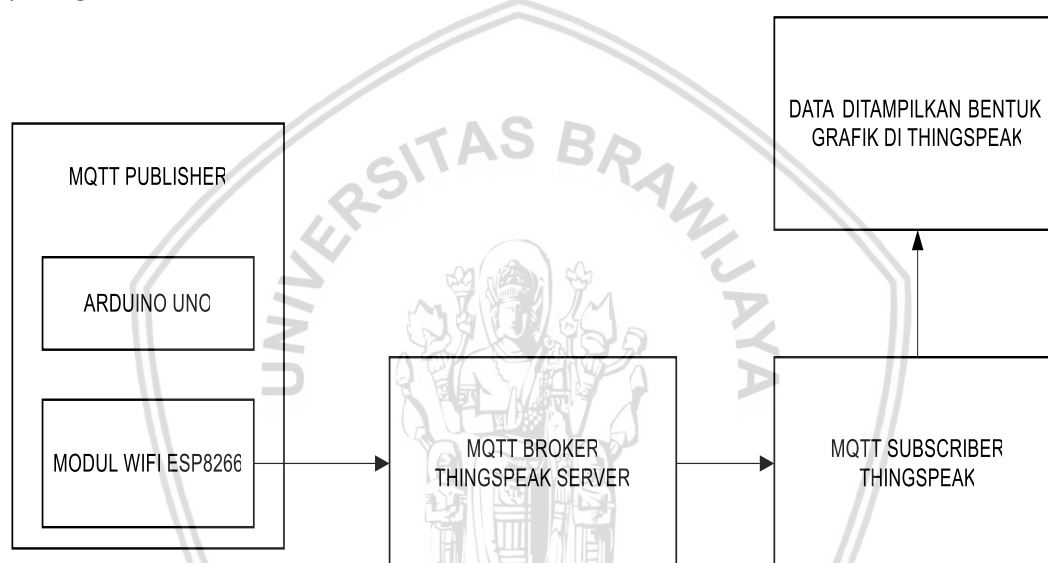 UNIVERSITAS BRAWIJAYA
MQTT PUBLISHER
ARDUINO UNO
MODUL WIFI ESP8266
MQTT BROKER
THINGSPEAK SERVER
MQTT SUBSCRIBER
THINGSPEAK
DATA DITAMPILKAN BENTUK
GRAFIK DI THINGSPEAK